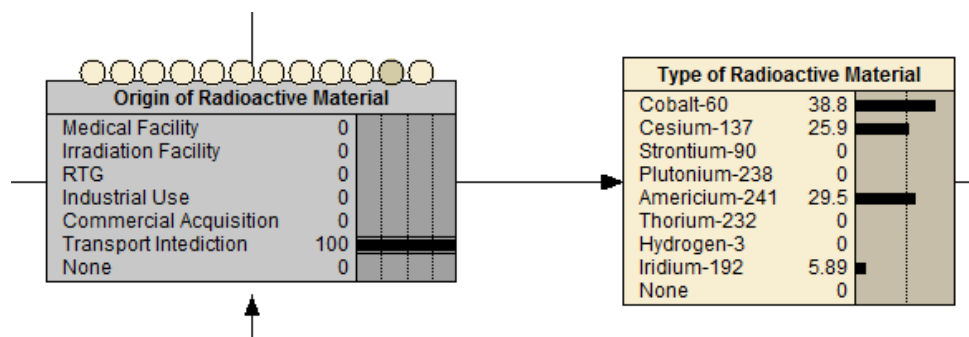 Origin of Radioactive Material
Medical Facility 0
Irradiation Facility 0
RTG 0
Industrial Use 0
Commercial Acquisition 0
Transport Intediction 100
None 0
Type of Radioactive Material
Cobalt-60 38.8
Cesium-137 25.9
Strontium-90 0
Plutonium-238 0
Americium-241 29.5
Thorium-232 0
Hydrogen-3 0
Iridium-192 5.89
None 0